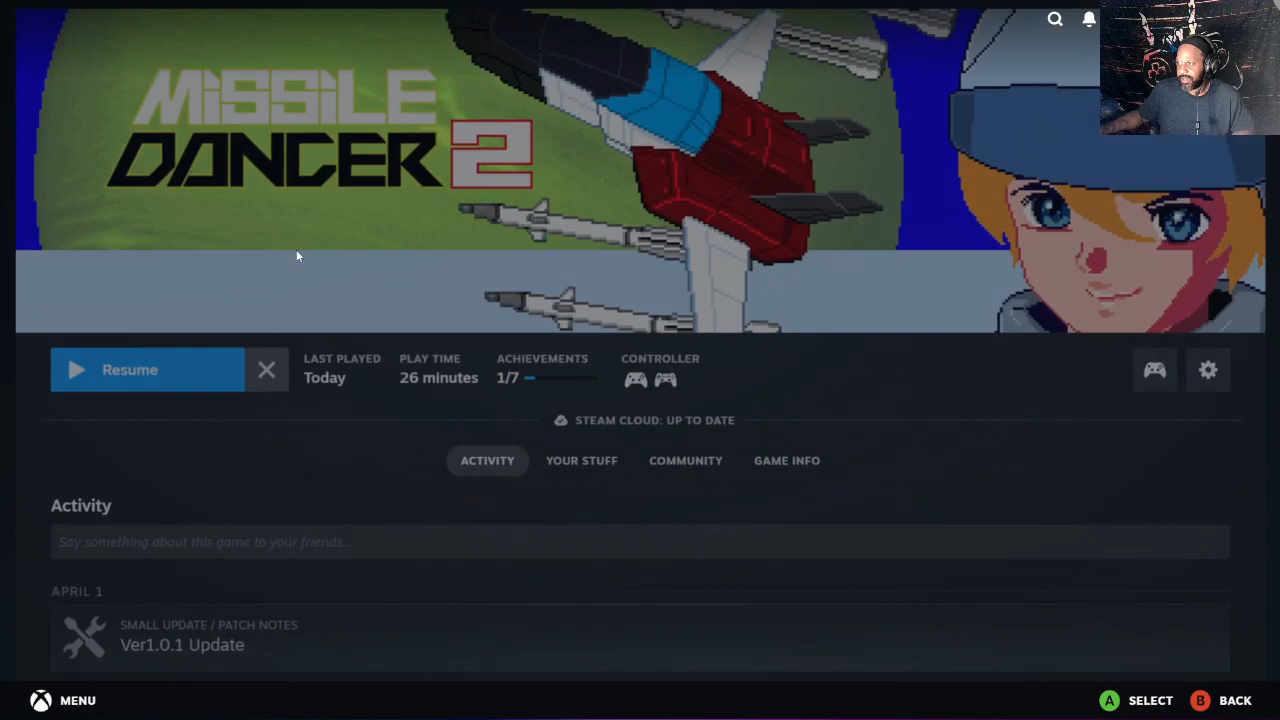 MISSILE
DANCER 2
Resume
LAST PLAYED
Today
PLAY TIME
26 minutes
ACHIEVEMENTS
1/7
CONTROLLER
STEAM CLOUD: UP TO DATE
ACTIVITY
YOUR STUFF
COMMUNITY
GAME INFO
Activity
Say something about this game to your friends...
APRIL 1
SMALL UPDATE / PATCH NOTES
Ver1.0.1 Update
MENU
A SELECT
B BACK